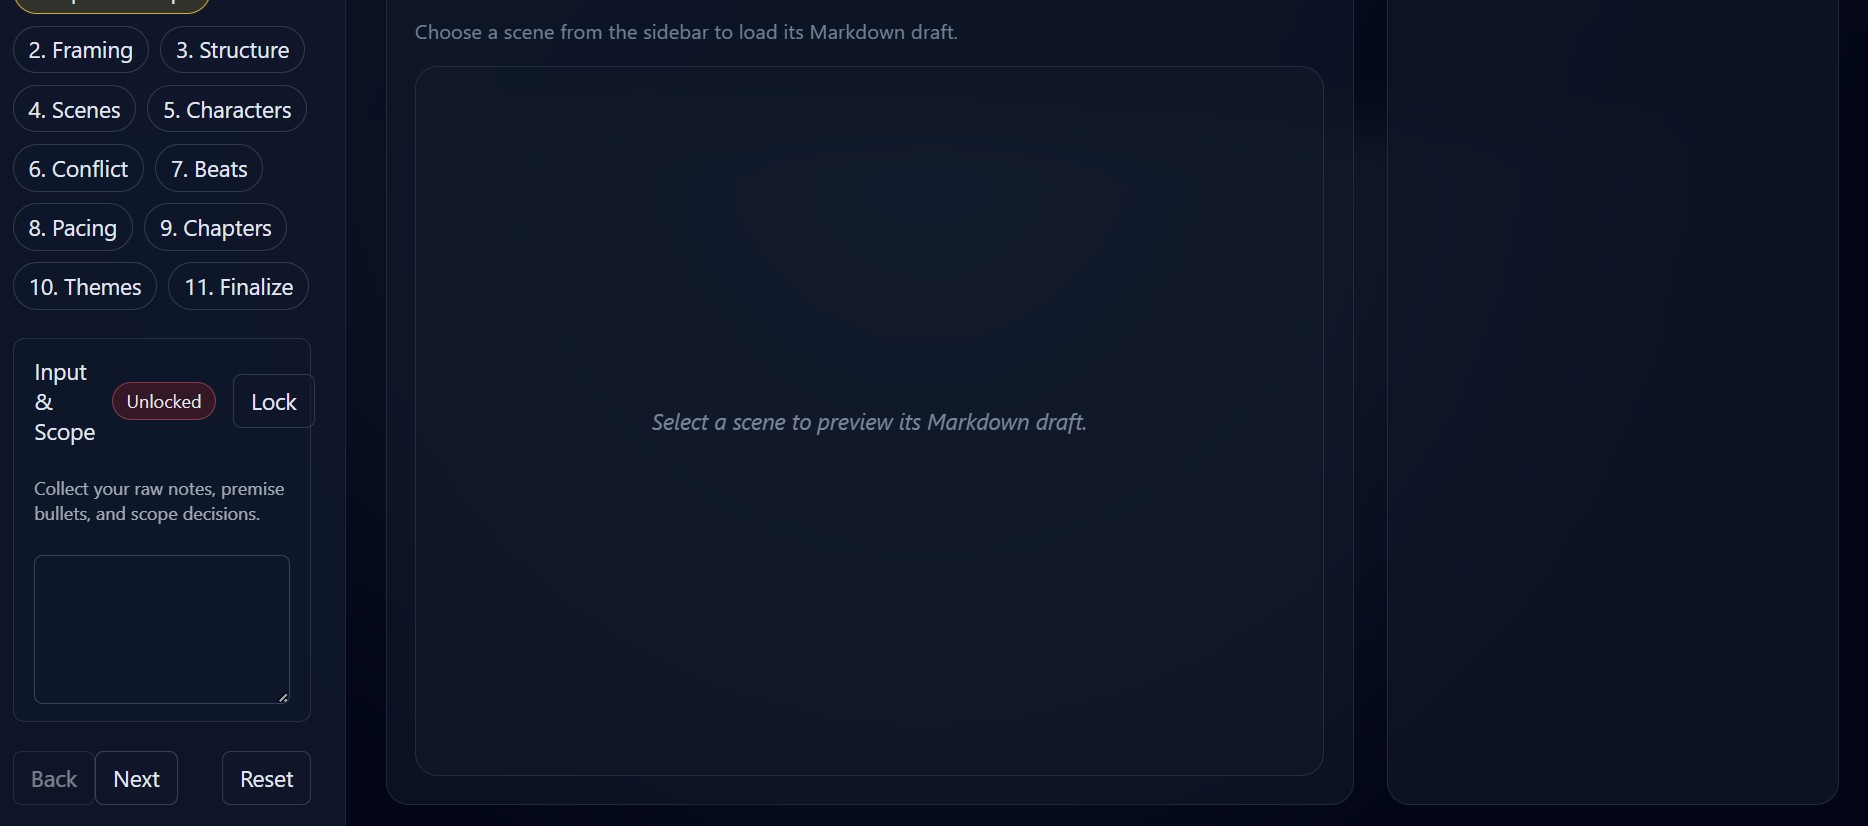 2. Framing
3. Structure
4. Scenes
5. Characters
6. Conflict
7. Beats
8. Pacing
9. Chapters
10. Themes
11. Finalize
Input
&
Scope
Unlocked
Lock
Collect your raw notes, premise
bullets, and scope decisions.
Back
Next
Reset
Choose a scene from the sidebar to load its Markdown draft.
Select a scene to preview its Markdown draft.